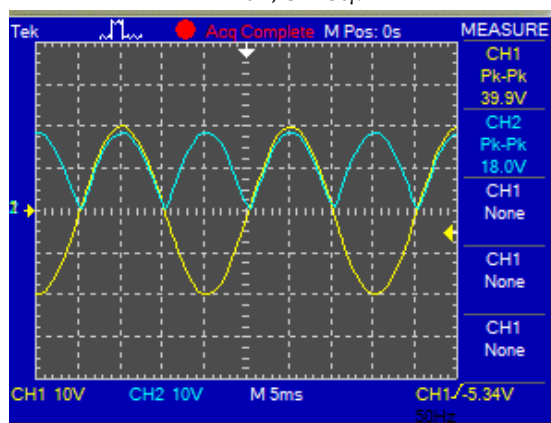 Tek Acq Complete M Pos: 0s MEASURE
CH1
Pk-Pk
39.9V
CH2
Pk-Pk
18.0V
CH1
None
CH1
None
CH1
None
2
CH1 10V CH2 10V M 5ms CH1 -5.34V
50Hz